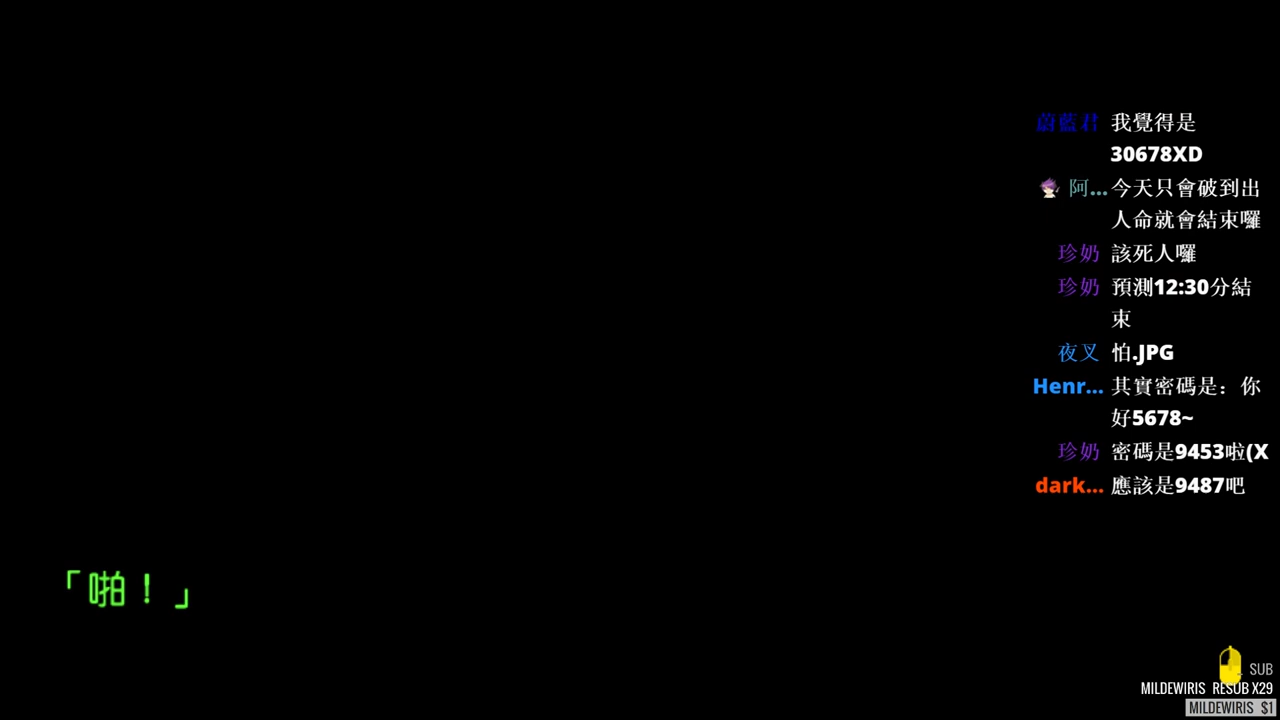 蔚藍君 我覺得是
30678XD
阿... 今天只會破到出
人命就會結束囉
珍奶 該死人囉
珍奶 預測12:30分結
束
夜叉 怕.JPG
Henr... 其實密碼是：你
好5678~
珍奶 密碼是9453啦(X
dark... 應該是9487吧
「啪！」
SUB
MILDEWIRIS RESUB X29
MILDEWIRIS $1